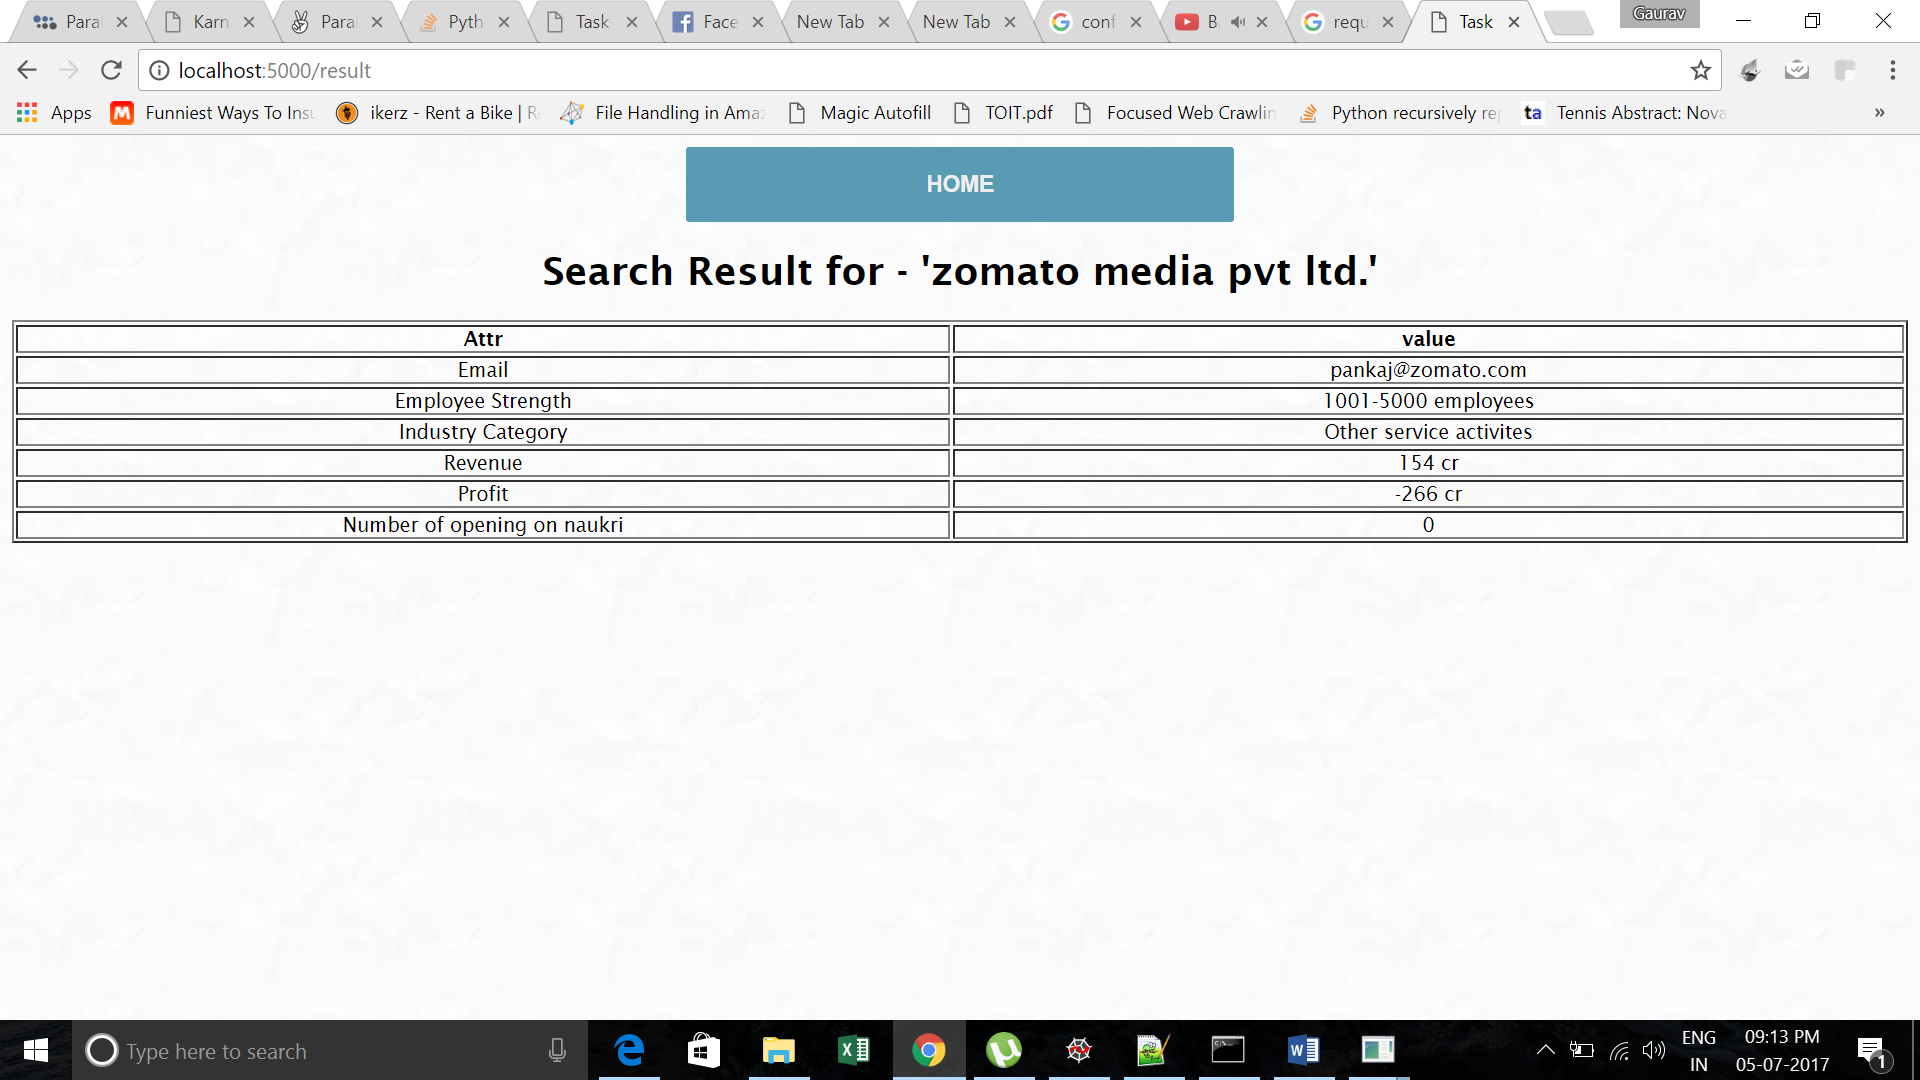 Paral Karn Paral Pyth Task Face New Tab New Tab conf B requ Task Gaurav
localhost:5000/result
Apps Funniest Ways To Insu ikerz - Rent a Bike | Re File Handling in Amaz Magic Autofill TOIT.pdf Focused Web Crawlin Python recursively rep ta Tennis Abstract: Nova »
HOME
Search Result for - 'zomato media pvt ltd.'
Attr value
Email pankaj@zomato.com
Employee Strength 1001-5000 employees
Industry Category Other service activites
Revenue 154 cr
Profit -266 cr
Number of opening on naukri 0
Type here to search
ENG 09:13 PM
IN 05-07-2017
1